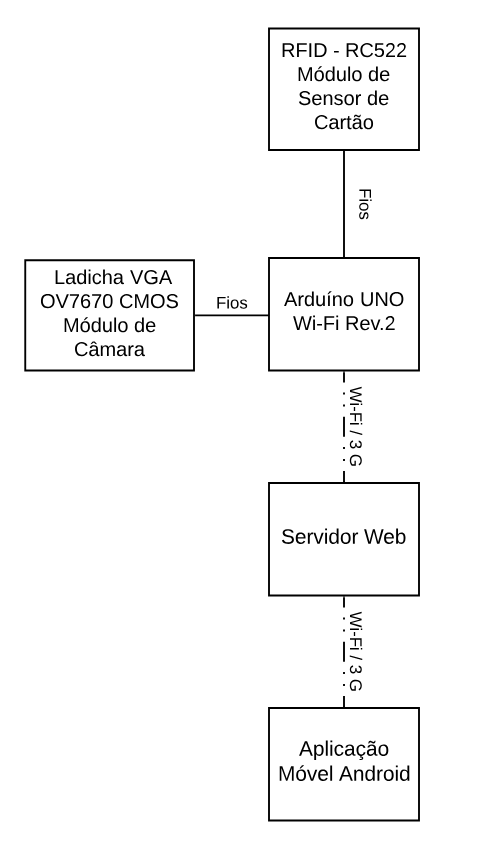 RFID - RC522
Módulo de
Sensor de
Cartão
Fios
Ladicha VGA
OV7670 CMOS
Módulo de
Câmara
Fios
Arduíno UNO
Wi-Fi Rev.2
Wi-Fi / 3 G
Servidor Web
Wi-Fi / 3 G
Aplicação
Móvel Android